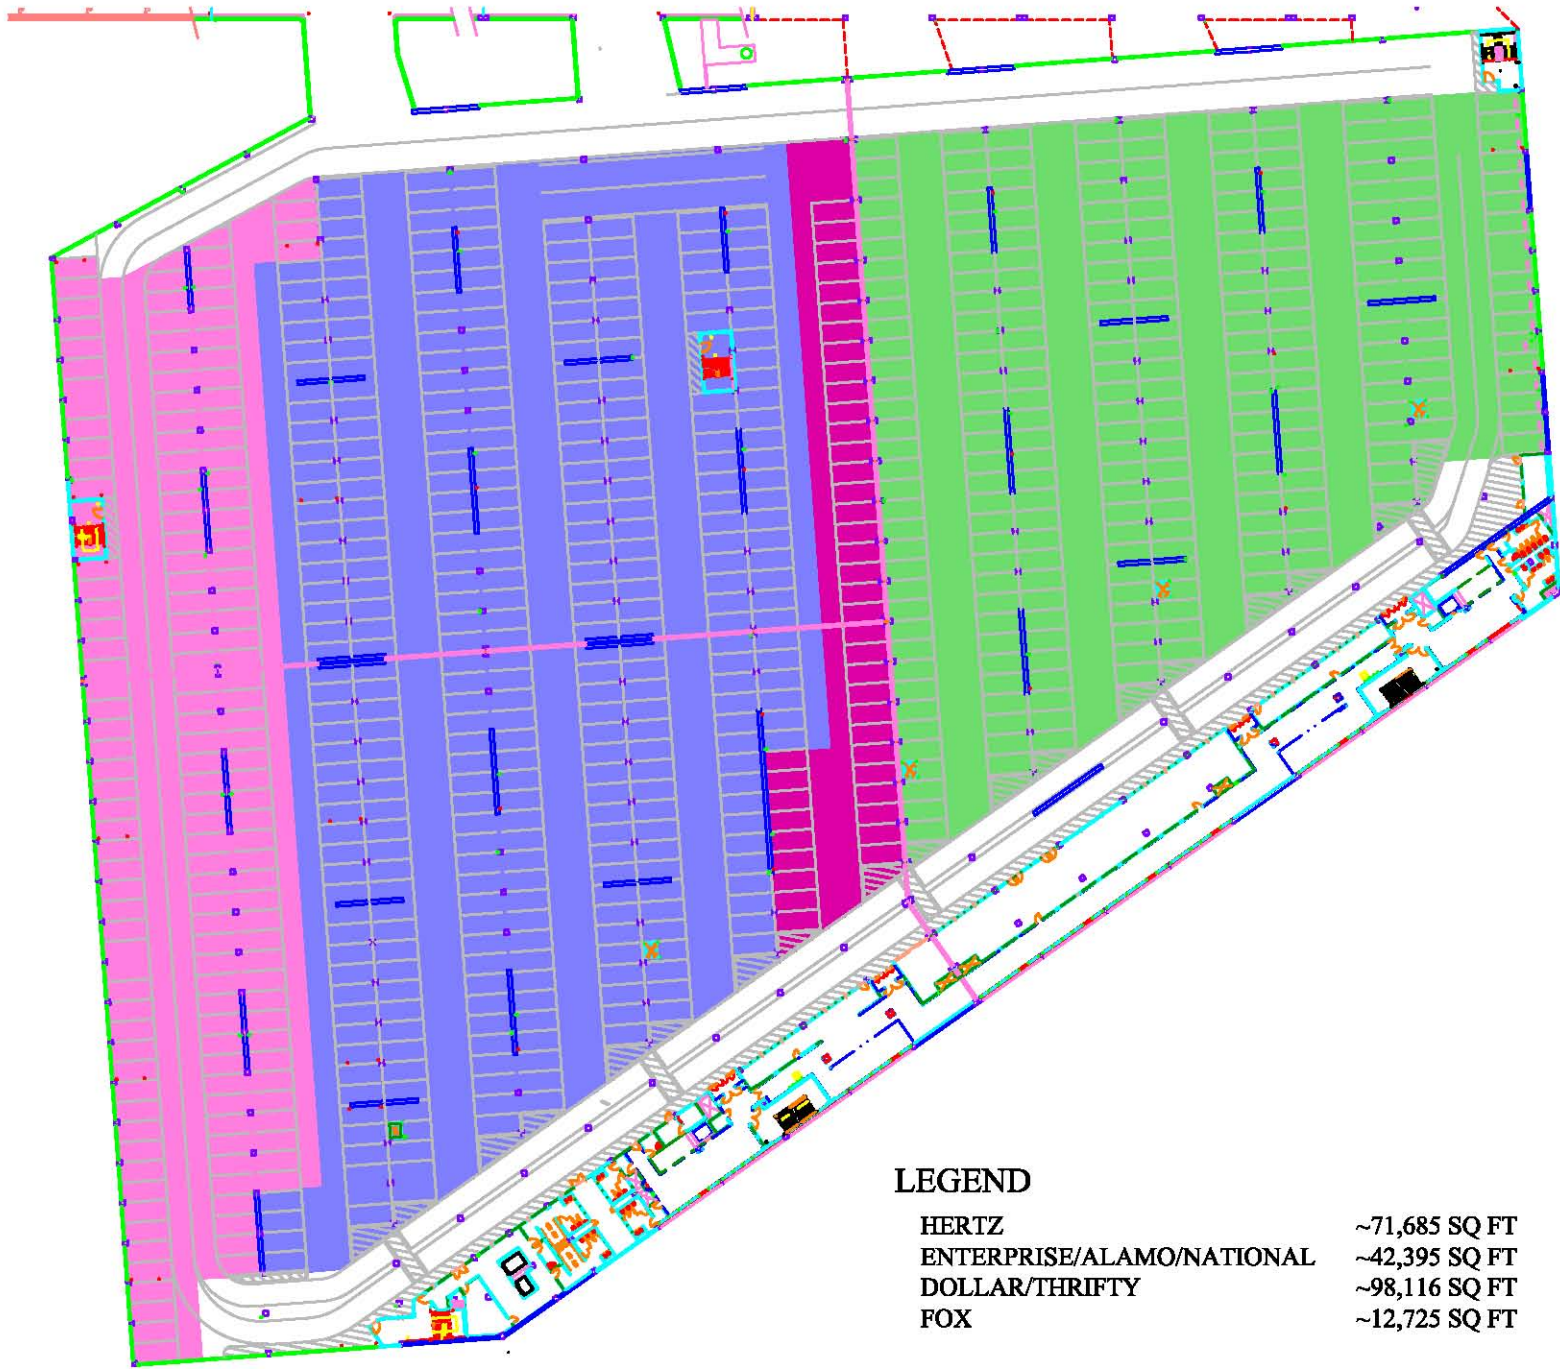 LEGEND
HERTZ ~71,685 SQ FT
ENTERPRISE/ALAMO/NATIONAL ~42,395 SQ FT
DOLLAR/THRIFTY ~98,116 SQ FT
FOX ~12,725 SQ FT